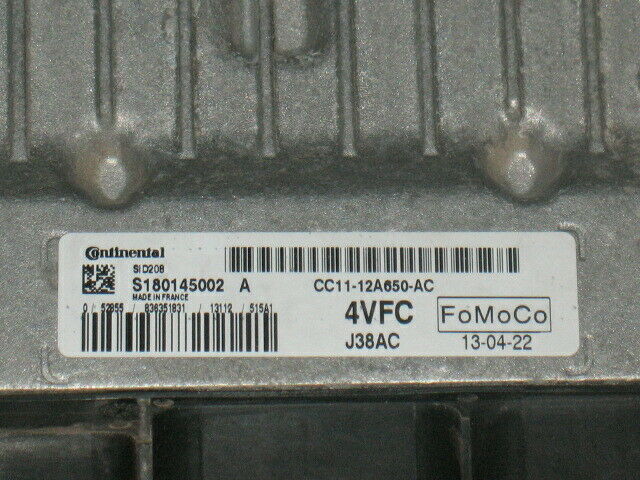 Continental
SID208
S180145002 A
MADE IN FRANCE
0 / 52855 / 836351831 / 13112 / 515A1
CC11-12A650-AC
4VFC
FoMoCo
J38AC
13-04-22